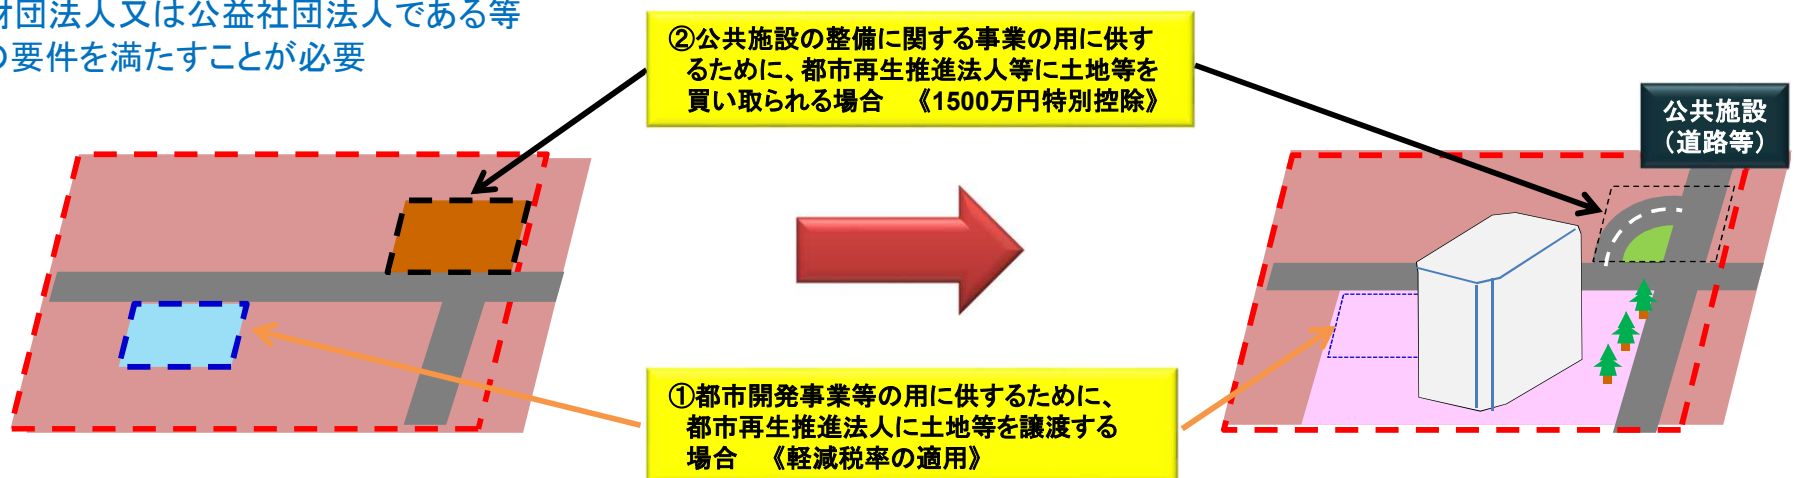 財団法人又は公益社団法人である等
の要件を満たすことが必要
②公共施設の整備に関する事業の用に供す
るために、都市再生推進法人等に土地等を
買い取られる場合　《1500万円特別控除》
公共施設
（道路等）
①都市開発事業等の用に供するために、
都市再生推進法人に土地等を譲渡する
場合　《軽減税率の適用》